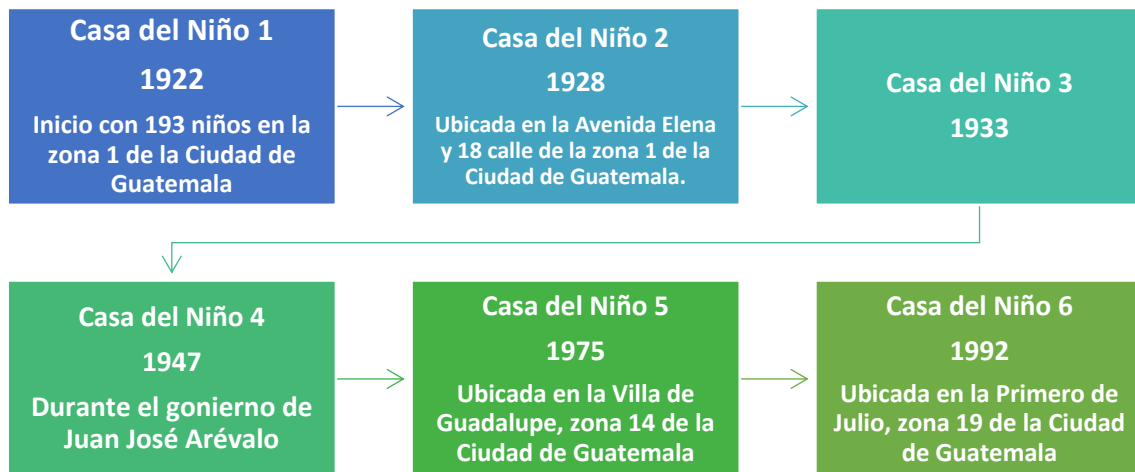 Casa del Niño 1
1922
Inicio con 193 niños en la
zona 1 de la Ciudad de
Guatemala
Casa del Niño 2
1928
Ubicada en la Avenida Elena
y 18 calle de la zona 1 de la
Ciudad de Guatemala.
Casa del Niño 3
1933
Casa del Niño 4
1947
Durante el gonierno de
Juan José Arévalo
Casa del Niño 5
1975
Ubicada en la Villa de
Guadalupe, zona 14 de la
Ciudad de Guatemala
Casa del Niño 6
1992
Ubicada en la Primero de
Julio, zona 19 de la Ciudad
de Guatemala